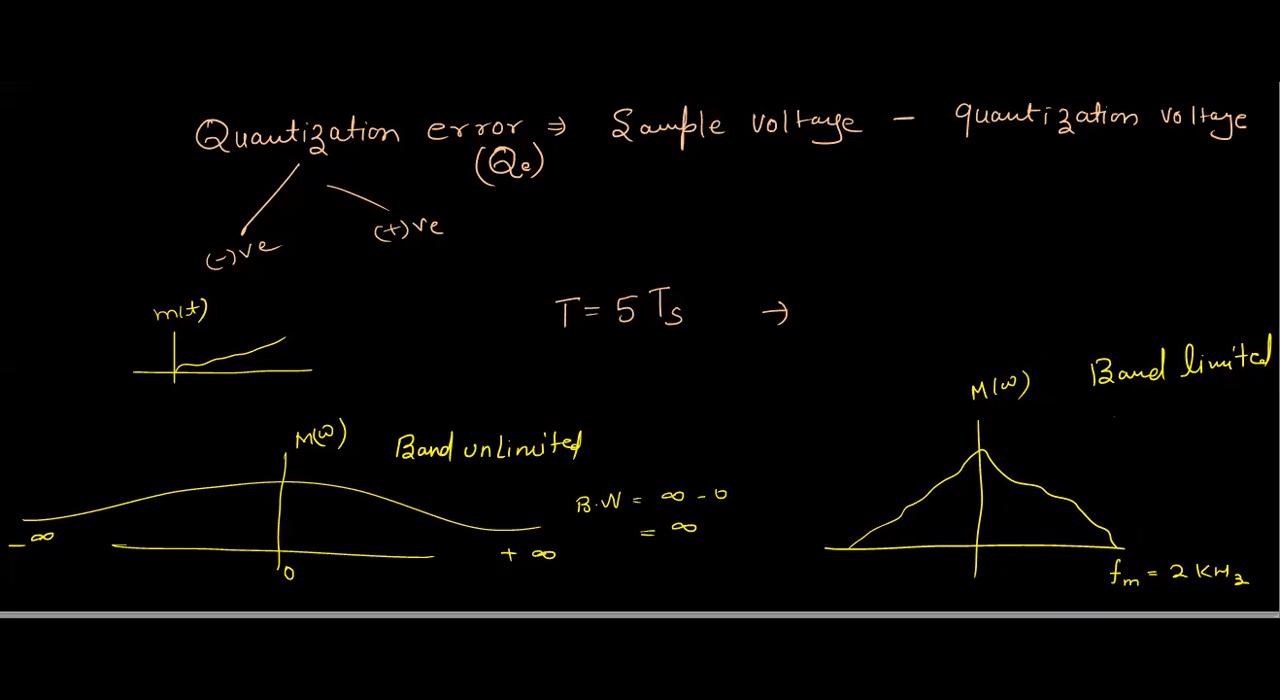 Quantization error ⇒ Sample voltage - quantization voltage
(Qe)
(-)ve
(+)ve
m(t)
T = 5 Ts →
M(ω)
Band limited
M(ω)
Band unlimited
B.W = ∞ - 0
= ∞
- ∞
+ ∞
0
fm = 2 KHz